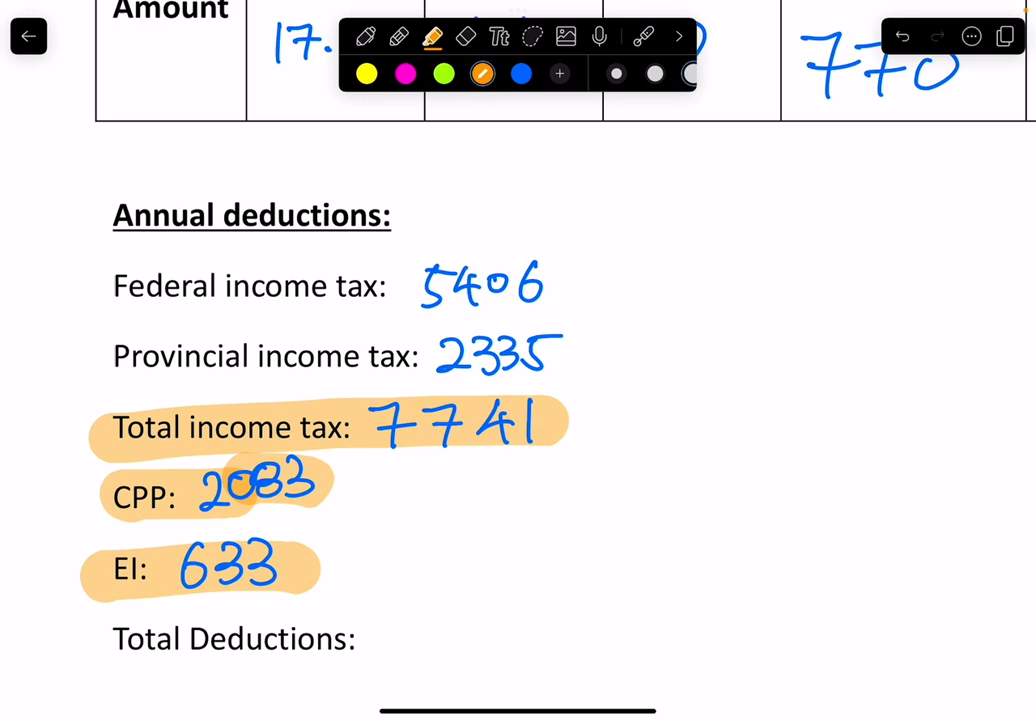 Amount
17.
770
Annual deductions:
Federal income tax: 5406
Provincial income tax: 2335
Total income tax: 7741
CPP: 2083
EI: 633
Total Deductions:
Tt